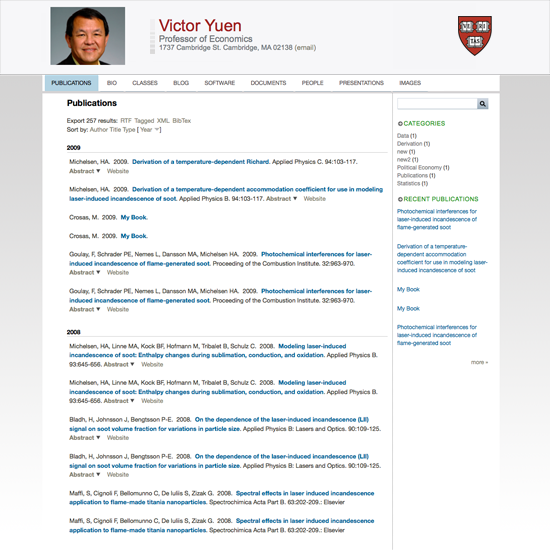 Victor Yuen
Professor of Economics
1737 Cambridge St. Cambridge, MA 02138 (email)
VE RI TAS
PUBLICATIONS BIO CLASSES BLOG SOFTWARE DOCUMENTS PEOPLE PRESENTATIONS IMAGES
Publications
Export 257 results: RTF Tagged XML BibTex
Sort by: Author Title Type [ Year ]
2009
Michelsen, HA. 2009. Derivation of a temperature-dependent Richard. Applied Physics C. 94:103-117.
Abstract Website
Michelsen, HA. 2009. Derivation of a temperature-dependent accommodation coefficient for use in modeling
laser-induced incandescence of soot. Applied Physics B. 94:103-117. Abstract Website
Crosas, M. 2009. My Book.
Crosas, M. 2009. My Book.
Goulay, F, Schrader PE, Nemes L, Dansson MA, Michelsen HA. 2009. Photochemical interferences for laser-
induced incandescence of flame-generated soot. Proceeding of the Combustion Institute. 32:963-970.
Abstract Website
Goulay, F, Schrader PE, Nemes L, Dansson MA, Michelsen HA. 2009. Photochemical interferences for laser-
induced incandescence of flame-generated soot. Proceeding of the Combustion Institute. 32:963-970.
Abstract Website
2008
Michelsen, HA, Linne MA, Kock BF, Hofmann M, Tribalet B, Schulz C. 2008. Modeling laser-induced
incandescence of soot: Enthalpy changes during sublimation, conduction, and oxidation. Applied Physics B.
93:645-656. Abstract Website
Michelsen, HA, Linne MA, Kock BF, Hofmann M, Tribalet B, Schulz C. 2008. Modeling laser-induced
incandescence of soot: Enthalpy changes during sublimation, conduction, and oxidation. Applied Physics B.
93:645-656. Abstract Website
Bladh, H, Johnsson J, Bengtsson P-E. 2008. On the dependence of the laser-induced incandescence (LII)
signal on soot volume fraction for variations in particle size. Applied Physics B: Lasers and Optics. 90:109-125.
Abstract Website
Bladh, H, Johnsson J, Bengtsson P-E. 2008. On the dependence of the laser-induced incandescence (LII)
signal on soot volume fraction for variations in particle size. Applied Physics B: Lasers and Optics. 90:109-125.
Abstract Website
Maffi, S, Cignoli F, Bellomunno C, De Iuliis S, Zizak G. 2008. Spectral effects in laser induced incandescence
application to flame-made titania nanoparticles. Spectrochimica Acta Part B. 63:202-209.: Elsevier
Maffi, S, Cignoli F, Bellomunno C, De Iuliis S, Zizak G. 2008. Spectral effects in laser induced incandescence
application to flame-made titania nanoparticles. Spectrochimica Acta Part B. 63:202-209.: Elsevier
CATEGORIES
Data (1)
Derivation (1)
new (1)
new2 (1)
Political Economy (1)
Publications (1)
Statistics (1)
RECENT PUBLICATIONS
Photochemical interferences for
laser-induced incandescence of
flame-generated soot
Derivation of a temperature-
dependent accommodation
coefficient for use in modeling
laser-induced incandescence of soot
My Book
My Book
Photochemical interferences for
laser-induced incandescence of
flame-generated soot
more »